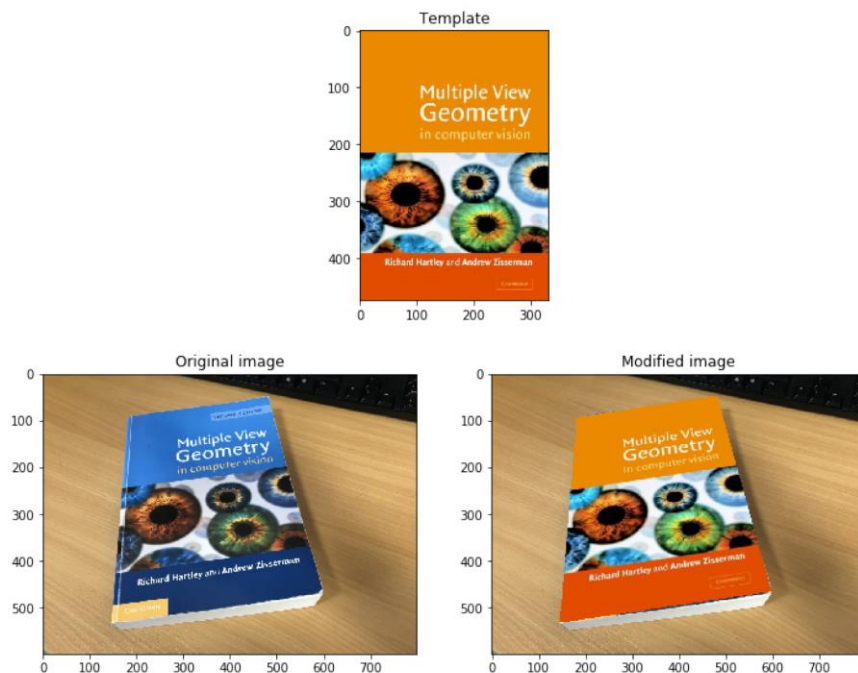 Template
0
100
200
300
400
Multiple View
Geometry
in computer vision
Richard Hartley and Andrew Zisserman
0 100 200 300
Original image
0
100
200
300
400
500
Multiple View
Geometry
in computer vision
Richard Hartley and Andrew Zisserman
0 100 200 300 400 500 600 700
Modified image
0
100
200
300
400
500
Multiple View
Geometry
in computer vision
Richard Hartley and Andrew Zisserman
0 100 200 300 400 500 600 700